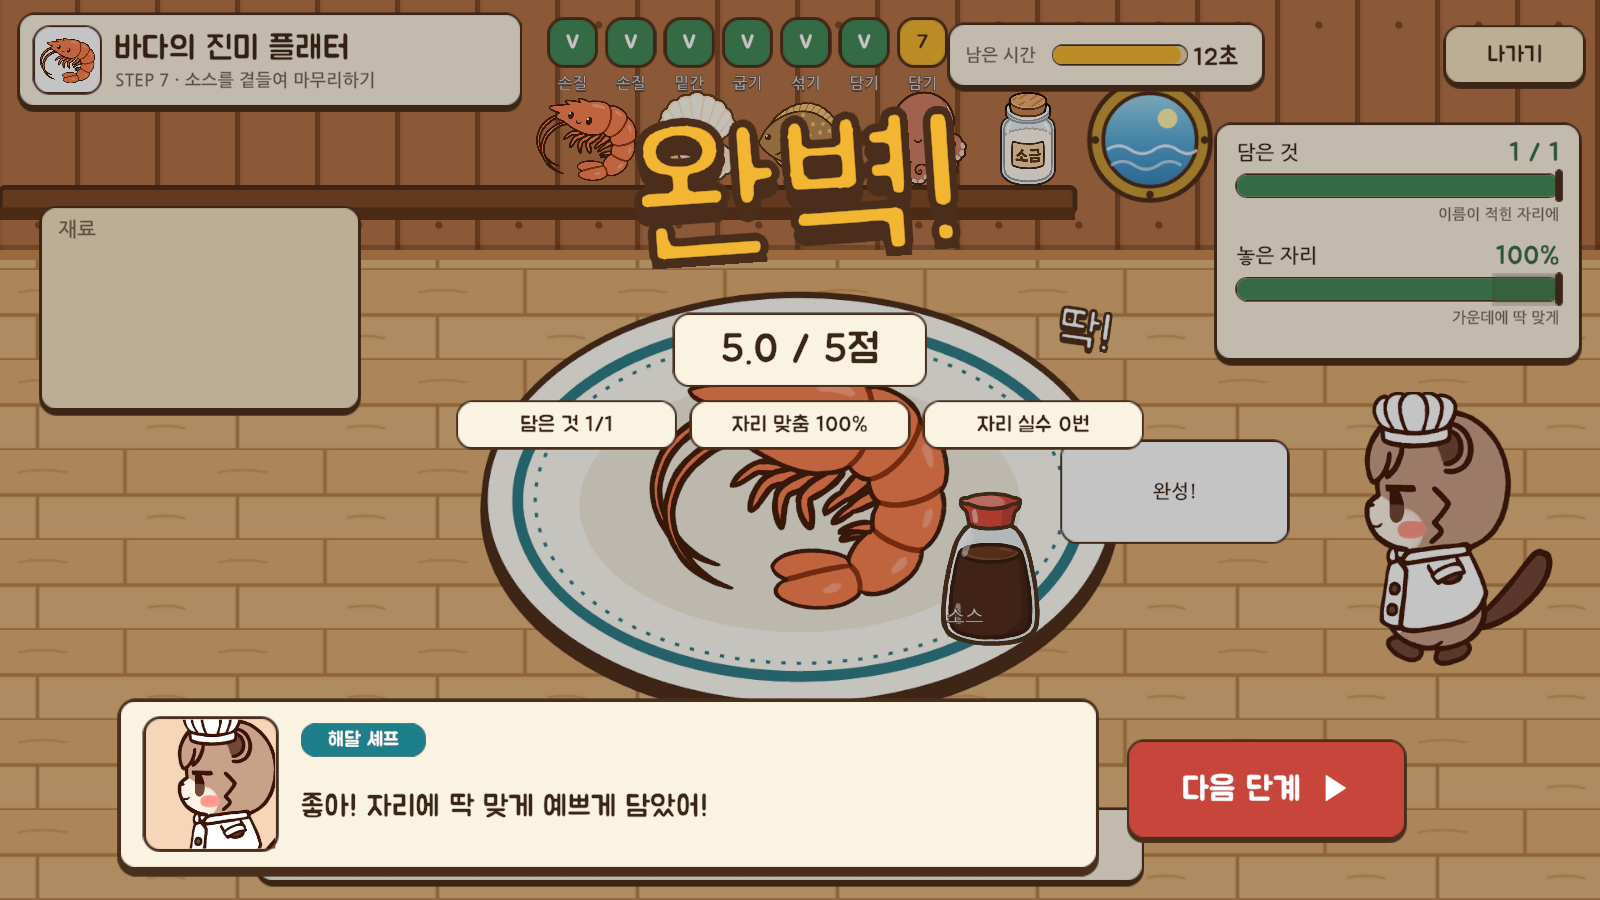 바다의 진미 플래터
STEP 7 · 소스를 곁들여 마무리하기
V V V V V V 7
손질 손질 밑간 굽기 섞기 담기 담기
남은 시간 12초
나가기
소금
완벽!
담은 것 1 / 1
이름이 적힌 자리에
놓은 자리 100%
가운데에 딱 맞게
재료
딱!
5.0 / 5점
담은 것 1/1
자리 맞춤 100%
자리 실수 0번
완성!
소스
해달 셰프
좋아! 자리에 딱 맞게 예쁘게 담았어!
다음 단계 ▶